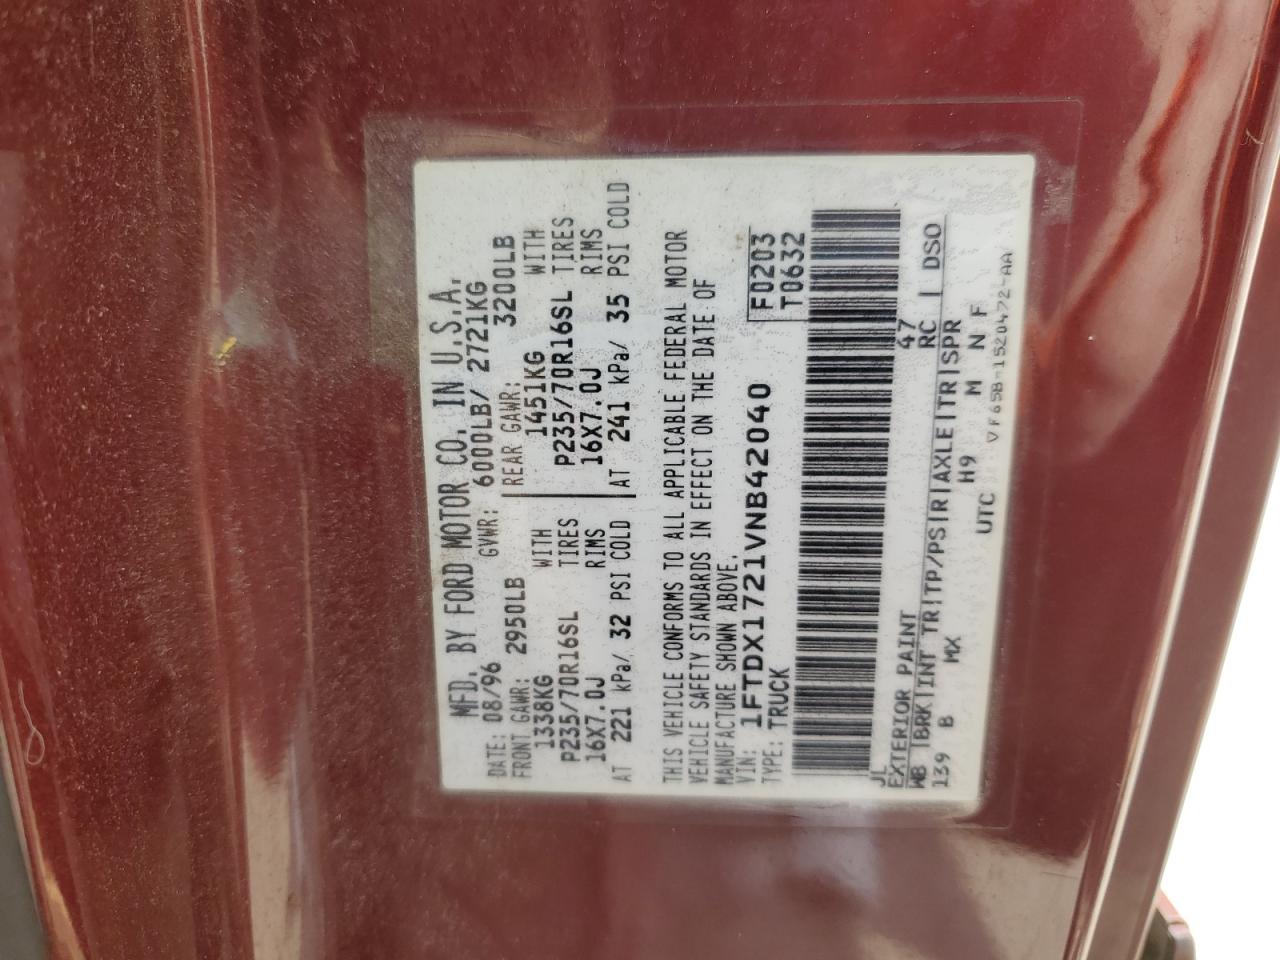 MFD. BY FORD MOTOR CO. IN U.S.A.
DATE: 08/96 GVWR: 6000LB/ 2721KG
FRONT GAWR: 2950LB REAR GAWR: 3200LB
1338KG WITH 1451KG WITH
P235/70R16SL TIRES P235/70R16SL TIRES
16X7.0J RIMS 16X7.0J RIMS
AT 221 kPa/ 32 PSI COLD AT 241 kPa/ 35 PSI COLD
THIS VEHICLE CONFORMS TO ALL APPLICABLE FEDERAL MOTOR
VEHICLE SAFETY STANDARDS IN EFFECT ON THE DATE OF
MANUFACTURE SHOWN ABOVE.
VIN: 1FTDX1721VNB42040 F0203
TYPE: TRUCK T0632
JL
EXTERIOR PAINT 47
WB BRK INT TR TP/PS R AXLE TR SPR RC DSO
139 B MX H9 M N F
UTC VF65B-1520472-AA